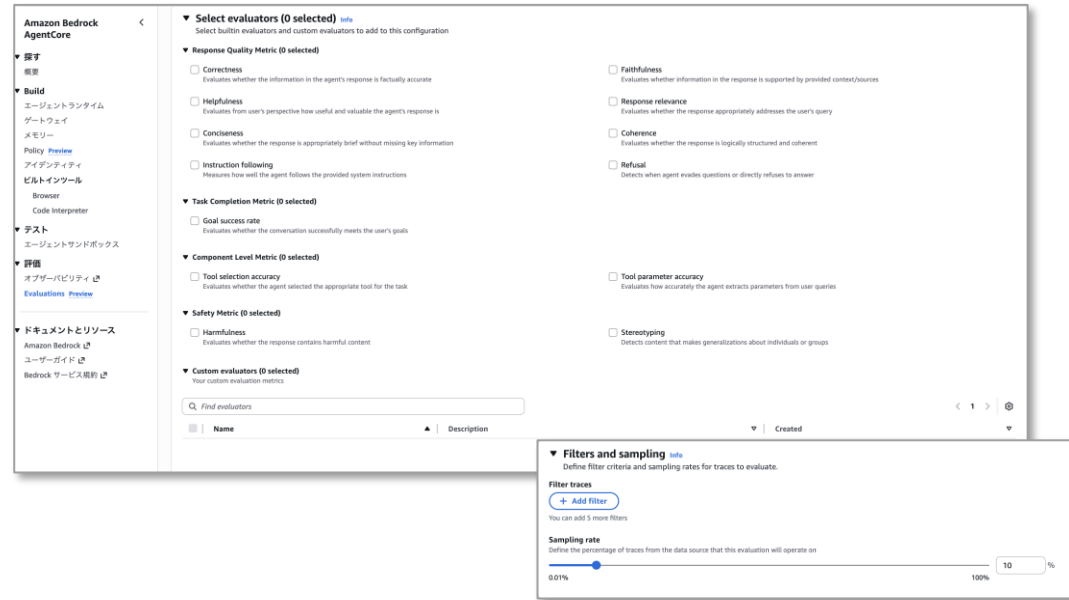 Amazon Bedrock
AgentCore
探す
概要
Build
エージェントランタイム
ゲートウェイ
メモリー
Policy Preview
アイデンティティ
ビルトインツール
Browser
Code Interpreter
テスト
エージェントサンドボックス
評価
オブザーバビリティ
Evaluations Preview
ドキュメントとリソース
Amazon Bedrock
ユーザーガイド
Bedrock サービス規約
Select evaluators (0 selected) Info
Select builtin evaluators and custom evaluators to add to this configuration
Response Quality Metric (0 selected)
Correctness
Evaluates whether the information in the agent's response is factually accurate
Faithfulness
Evaluates whether information in the response is supported by provided context/sources
Helpfulness
Evaluates from user's perspective how useful and valuable the agent's response is
Response relevance
Evaluates whether the response appropriately addresses the user's query
Conciseness
Evaluates whether the response is appropriately brief without missing key information
Coherence
Evaluates whether the response is logically structured and coherent
Instruction following
Measures how well the agent follows the provided system instructions
Refusal
Detects when agent evades questions or directly refuses to answer
Task Completion Metric (0 selected)
Goal success rate
Evaluates whether the conversation successfully meets the user's goals
Component Level Metric (0 selected)
Tool selection accuracy
Evaluates whether the agent selected the appropriate tool for the task
Tool parameter accuracy
Evaluates how accurately the agent extracts parameters from user queries
Safety Metric (0 selected)
Harmfulness
Evaluates whether the response contains harmful content
Stereotyping
Detects content that makes generalizations about individuals or groups
Custom evaluators (0 selected)
Your custom evaluation metrics
Find evaluators
1
Name Description Created
Filters and sampling Info
Define filter criteria and sampling rates for traces to evaluate.
Filter traces
+ Add filter
You can add 5 more filters
Sampling rate
Define the percentage of traces from the data source that this evaluation will operate on
10 %
0.01% 100%